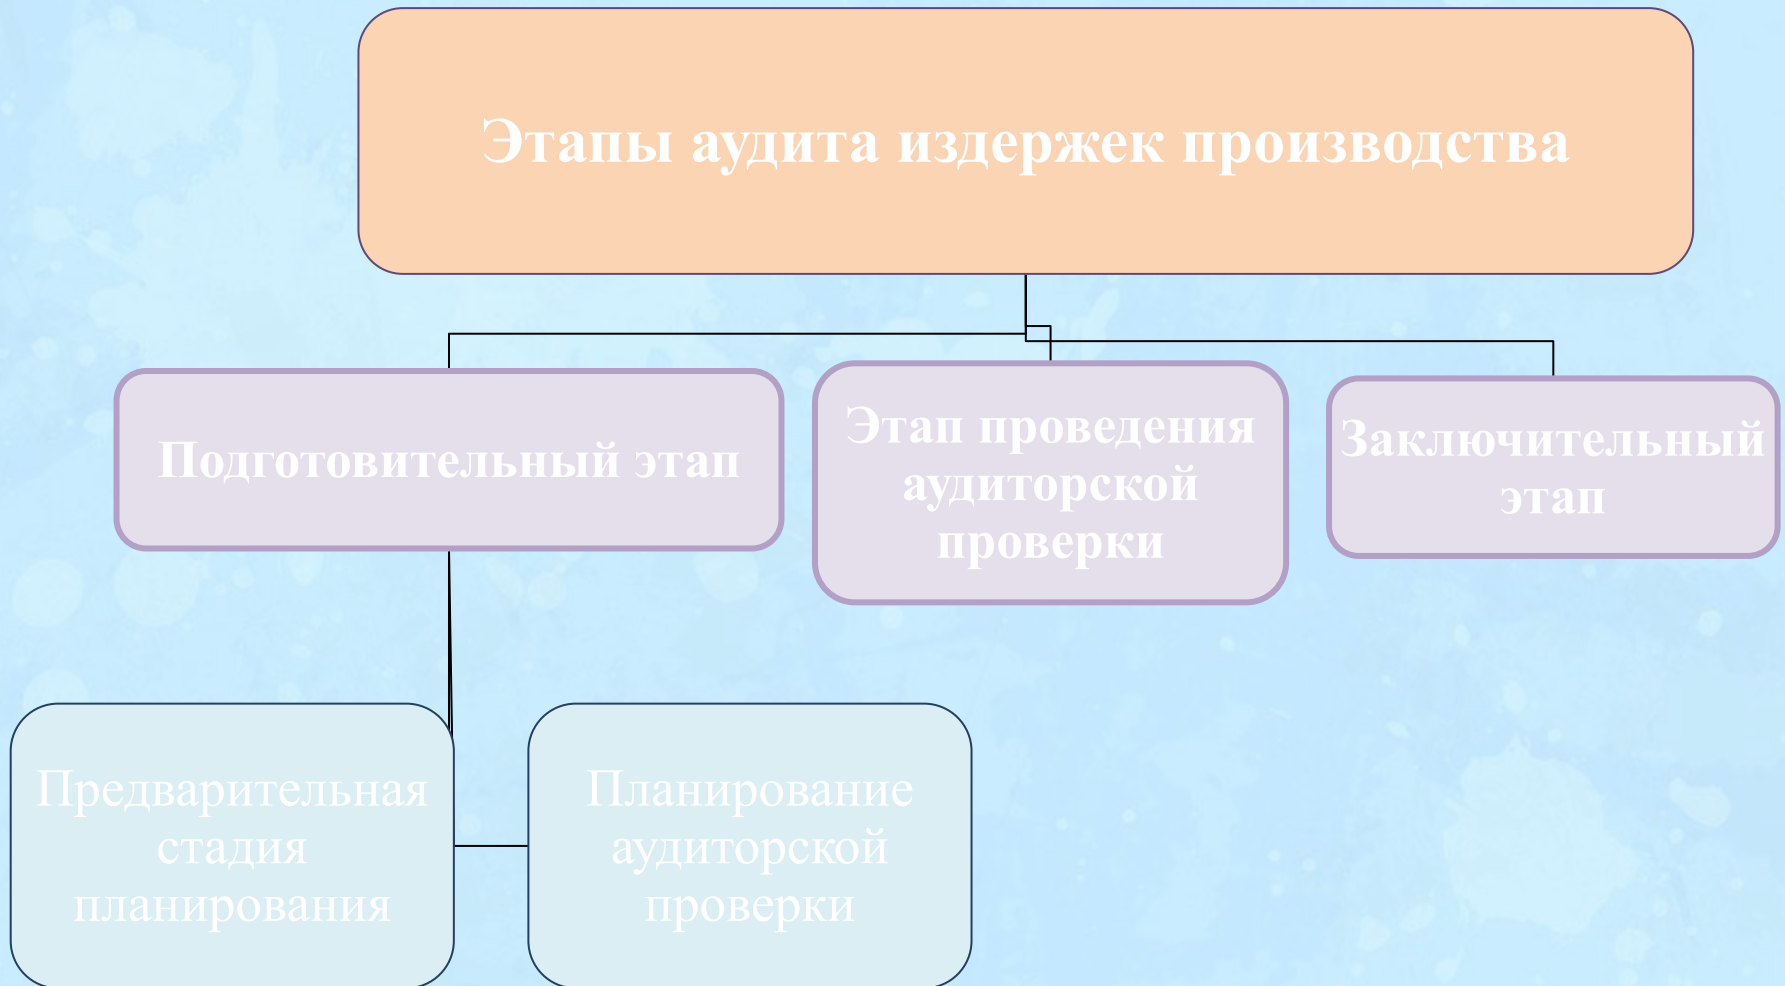 Этапы аудита издержек производства
Подготовительный этап
Этап проведения
аудиторской
проверки
Заключительный
этап
Предварительная
стадия
планирования
Планирование
аудиторской
проверки